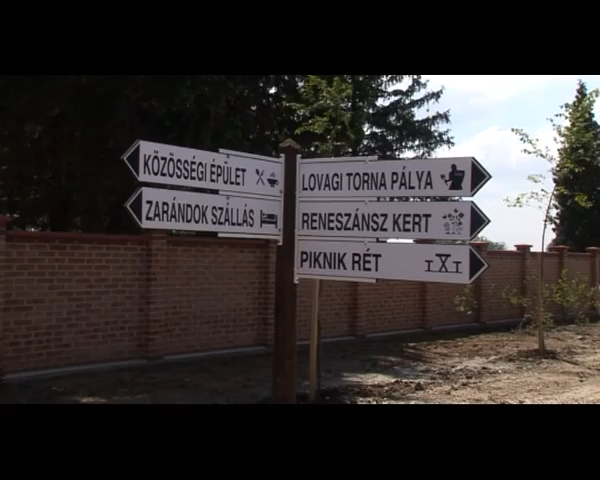 KÖZÖSSÉGI ÉPÜLET
ZARÁNDOK SZÁLLÁS
LOVAGI TORNA PÁLYA
RENESZÁNSZ KERT
PIKNIK RÉT